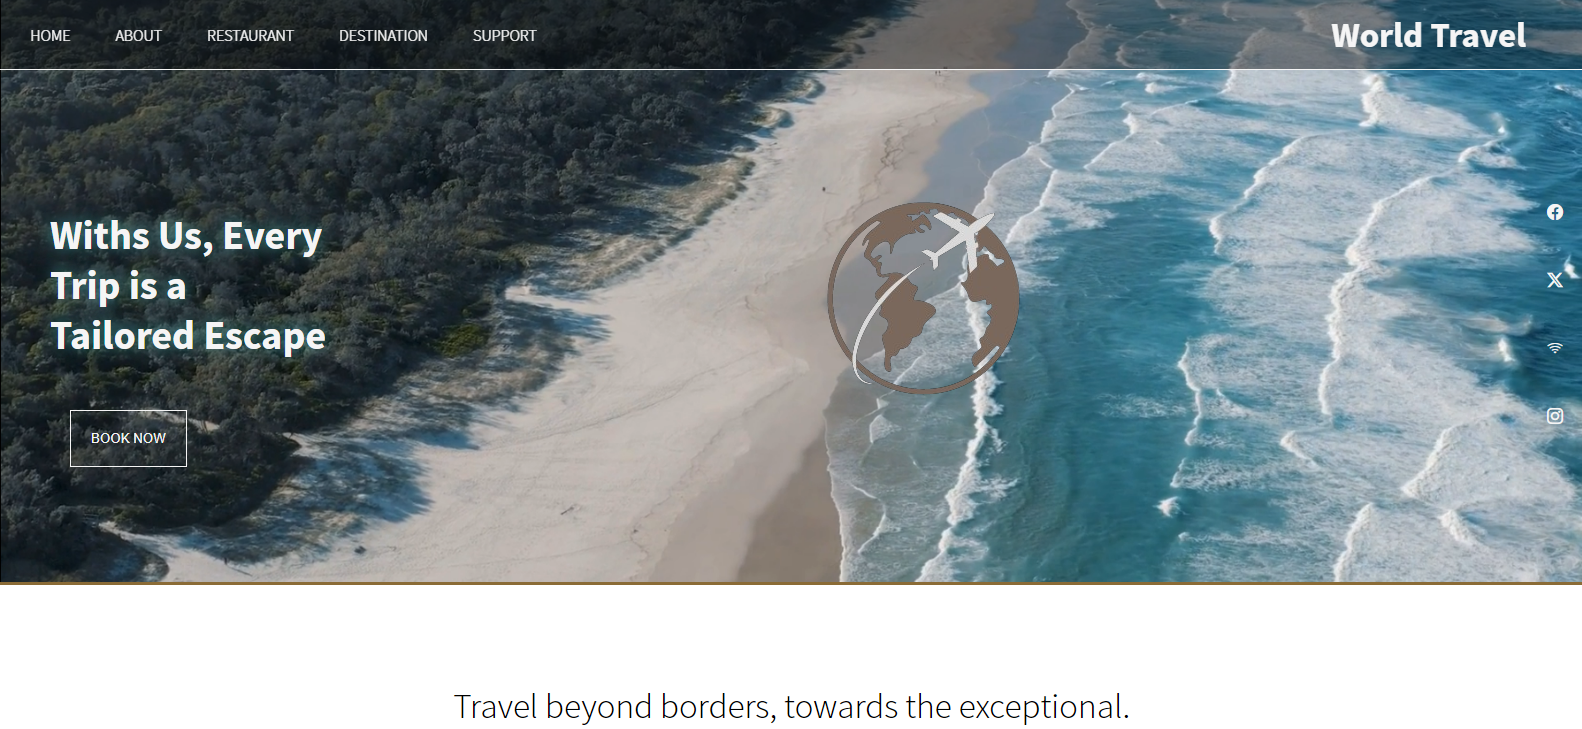 HOME ABOUT RESTAURANT DESTINATION SUPPORT
World Travel
Withs Us, Every
Trip is a
Tailored Escape
BOOK NOW
Travel beyond borders, towards the exceptional.